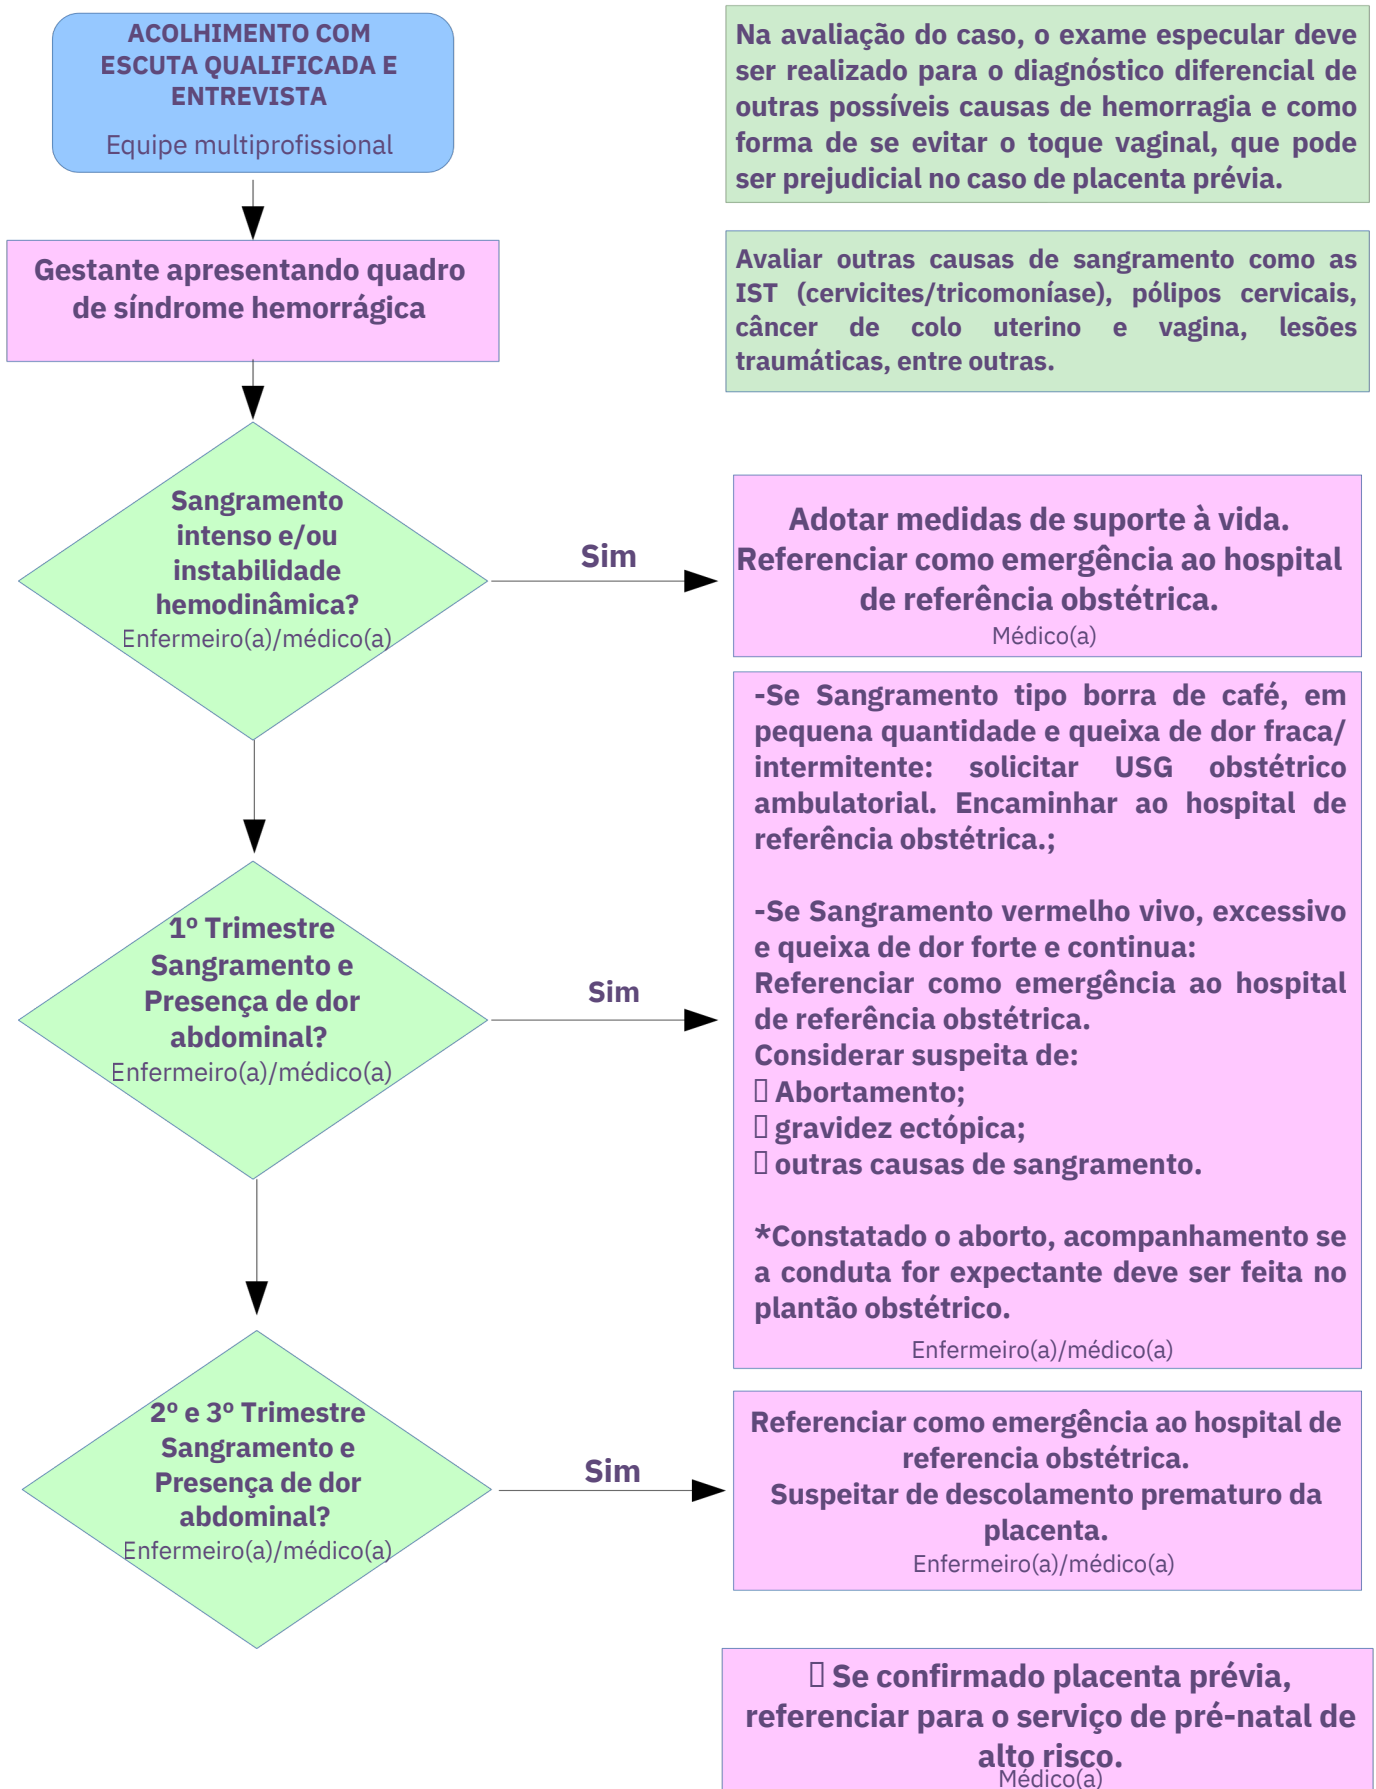 ACOLHIMENTO COM
ESCUTA QUALIFICADA E
ENTREVISTA
Equipe multiprofissional
Na avaliação do caso, o exame especular deve
ser realizado para o diagnóstico diferencial de
outras possíveis causas de hemorragia e como
forma de se evitar o toque vaginal, que pode
ser prejudicial no caso de placenta prévia.
Gestante apresentando quadro
de síndrome hemorrágica
Avaliar outras causas de sangramento como as
IST (cervicites/tricomoníase), pólipos cervicais,
câncer de colo uterino e vagina, lesões
traumáticas, entre outras.
Sangramento
intenso e/ou
instabilidade
hemodinâmica?
Enfermeiro(a)/médico(a)
Sim
Adotar medidas de suporte à vida.
Referenciar como emergência ao hospital
de referência obstétrica.
Médico(a)
1º Trimestre
Sangramento e
Presença de dor
abdominal?
Enfermeiro(a)/médico(a)
Sim
-Se Sangramento tipo borra de café, em
pequena quantidade e queixa de dor fraca/
intermitente: solicitar USG obstétrico
ambulatorial. Encaminhar ao hospital de
referência obstétrica.;
-Se Sangramento vermelho vivo, excessivo
e queixa de dor forte e continua:
Referenciar como emergência ao hospital
de referência obstétrica.
Considerar suspeita de:
Abortamento;
gravidez ectópica;
outras causas de sangramento.
*Constatado o aborto, acompanhamento se
a conduta for expectante deve ser feita no
plantão obstétrico.
Enfermeiro(a)/médico(a)
2º e 3º Trimestre
Sangramento e
Presença de dor
abdominal?
Enfermeiro(a)/médico(a)
Sim
Referenciar como emergência ao hospital de
referencia obstétrica.
Suspeitar de descolamento prematuro da
placenta.
Enfermeiro(a)/médico(a)
Se confirmado placenta prévia,
referenciar para o serviço de pré-natal de
alto risco.
Médico(a)